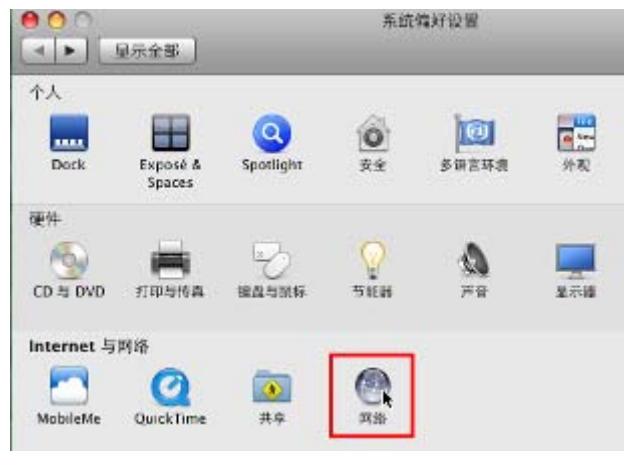 系统偏好设置
显示全部
个人
Dock
Exposé & Spaces
Spotlight
安全
多语言环境
外观
硬件
CD 与 DVD
打印与传真
键盘与鼠标
节能器
声音
显示器
Internet 与网络
MobileMe
QuickTime
共享
网络